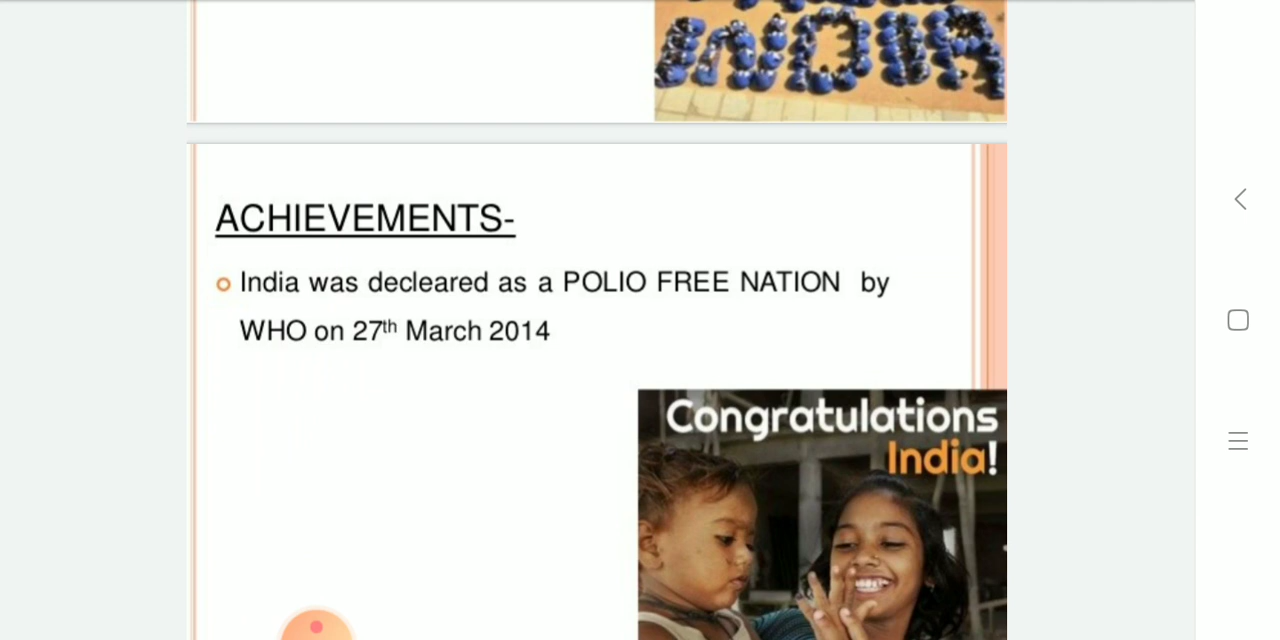 INDIA
ACHIEVEMENTS-
India was decleared as a POLIO FREE NATION by
WHO on 27th March 2014
Congratulations
India!